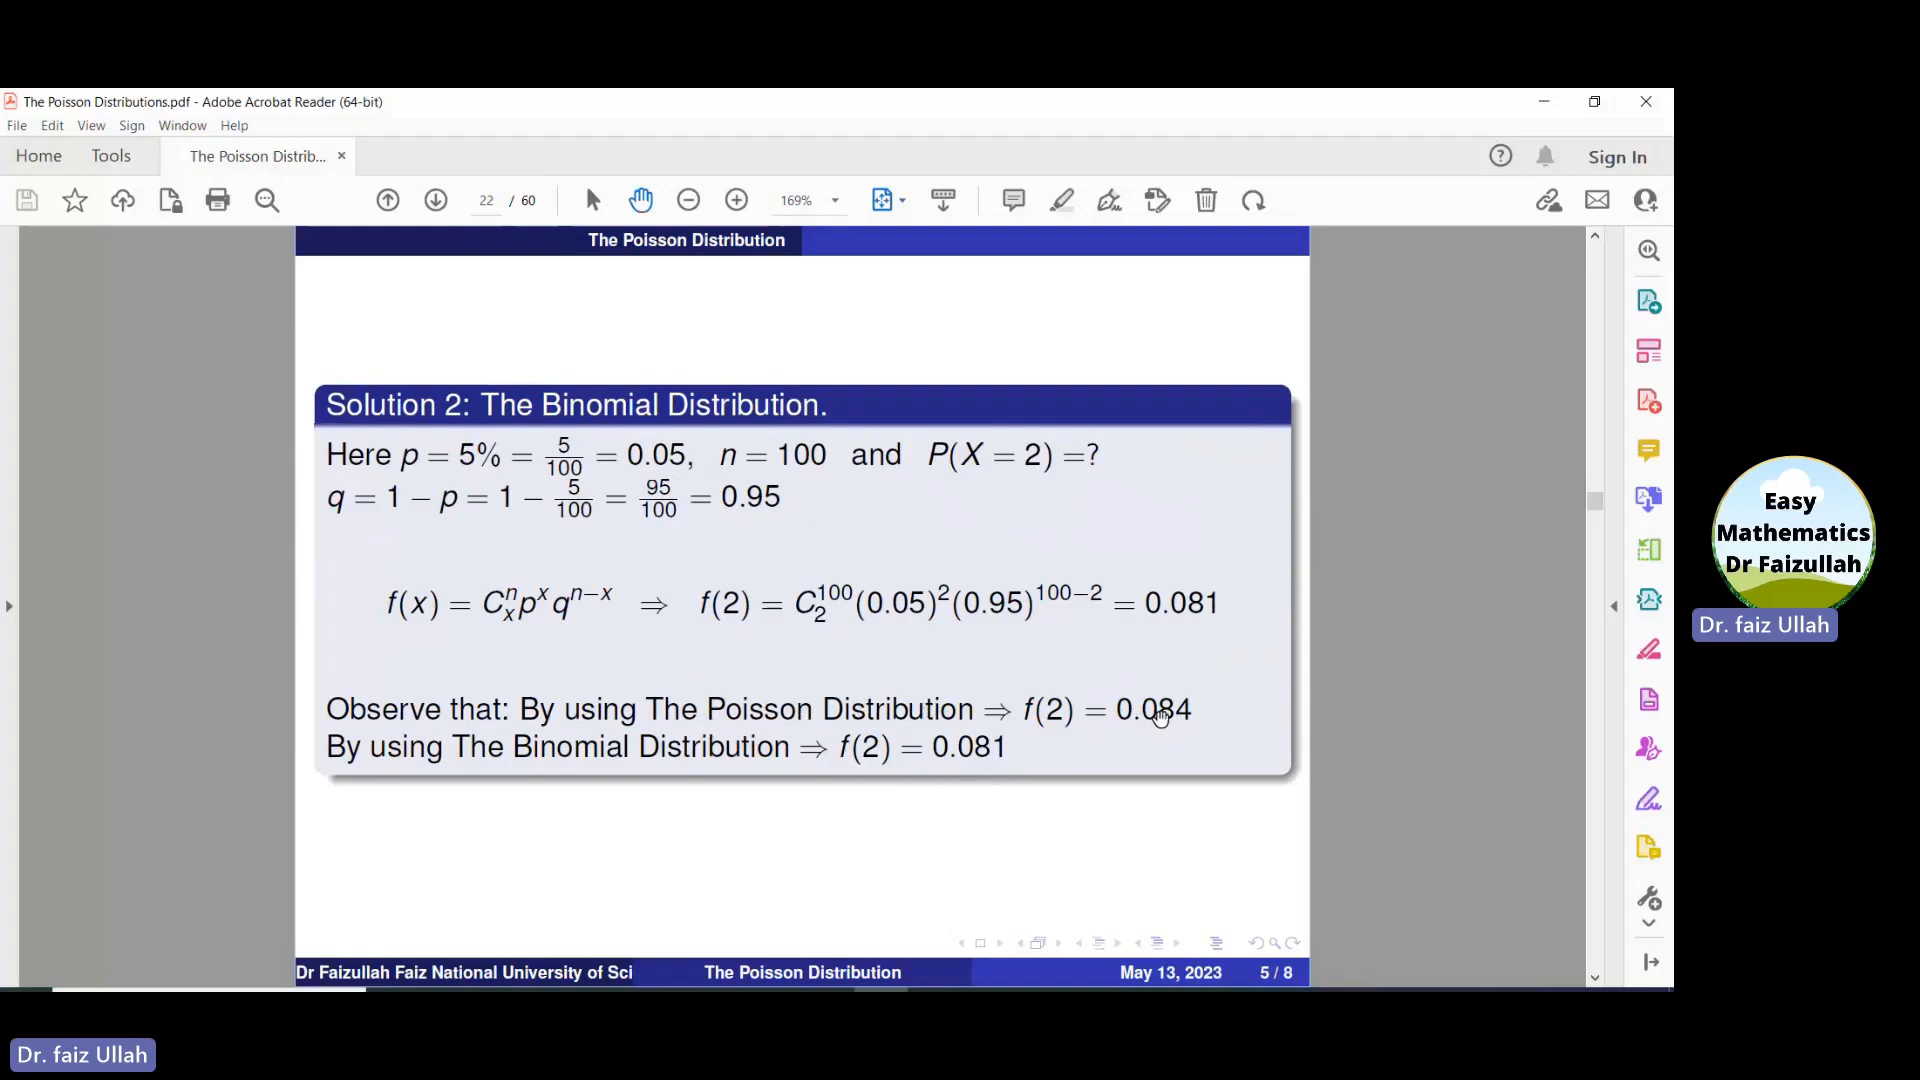 The Poisson Distributions.pdf - Adobe Acrobat Reader (64-bit)
File Edit View Sign Window Help
Home Tools The Poisson Distrib... × Sign In
22 / 60 169%
The Poisson Distribution
Solution 2: The Binomial Distribution.
Here p = 5% = 5/100 = 0.05, n = 100 and P(X = 2) =?
q = 1 − p = 1 − 5/100 = 95/100 = 0.95
f(x) = C_x^n p^x q^{n−x} ⇒ f(2) = C_2^{100}(0.05)^2(0.95)^{100−2} = 0.081
Observe that: By using The Poisson Distribution ⇒ f(2) = 0.084
By using The Binomial Distribution ⇒ f(2) = 0.081
Dr Faizullah Faiz National University of Sci The Poisson Distribution May 13, 2023 5 / 8
Easy
Mathematics
Dr Faizullah
Dr. faiz Ullah
Dr. faiz Ullah